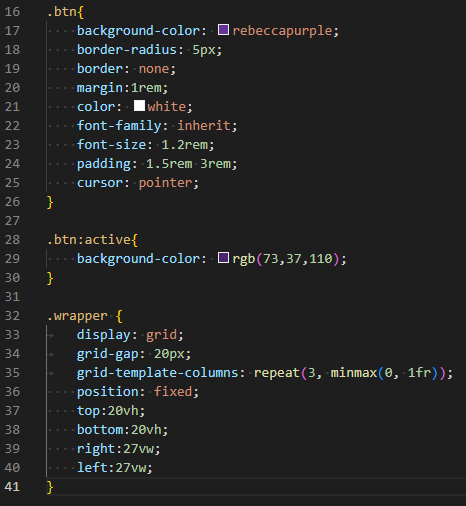 16 .btn{
17     background-color: rebeccapurple;
18     border-radius: 5px;
19     border: none;
20     margin:1rem;
21     color: white;
22     font-family: inherit;
23     font-size: 1.2rem;
24     padding: 1.5rem 3rem;
25     cursor: pointer;
26 }
27
28 .btn:active{
29     background-color: rgb(73,37,110);
30 }
31
32 .wrapper {
33     display: grid;
34     grid-gap: 20px;
35     grid-template-columns: repeat(3, minmax(0, 1fr));
36     position: fixed;
37     top:20vh;
38     bottom:20vh;
39     right:27vw;
40     left:27vw;
41 }